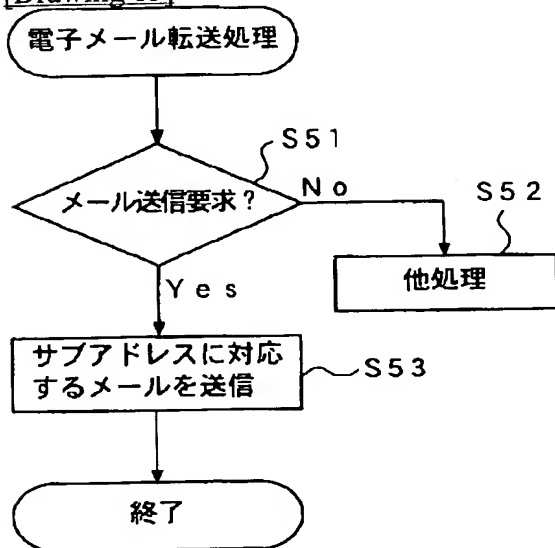 [Drawing
電子メール転送処理
S51
メール送信要求?
No
S52
他処理
Yes
サブアドレスに対応
するメールを送信
S53
終了